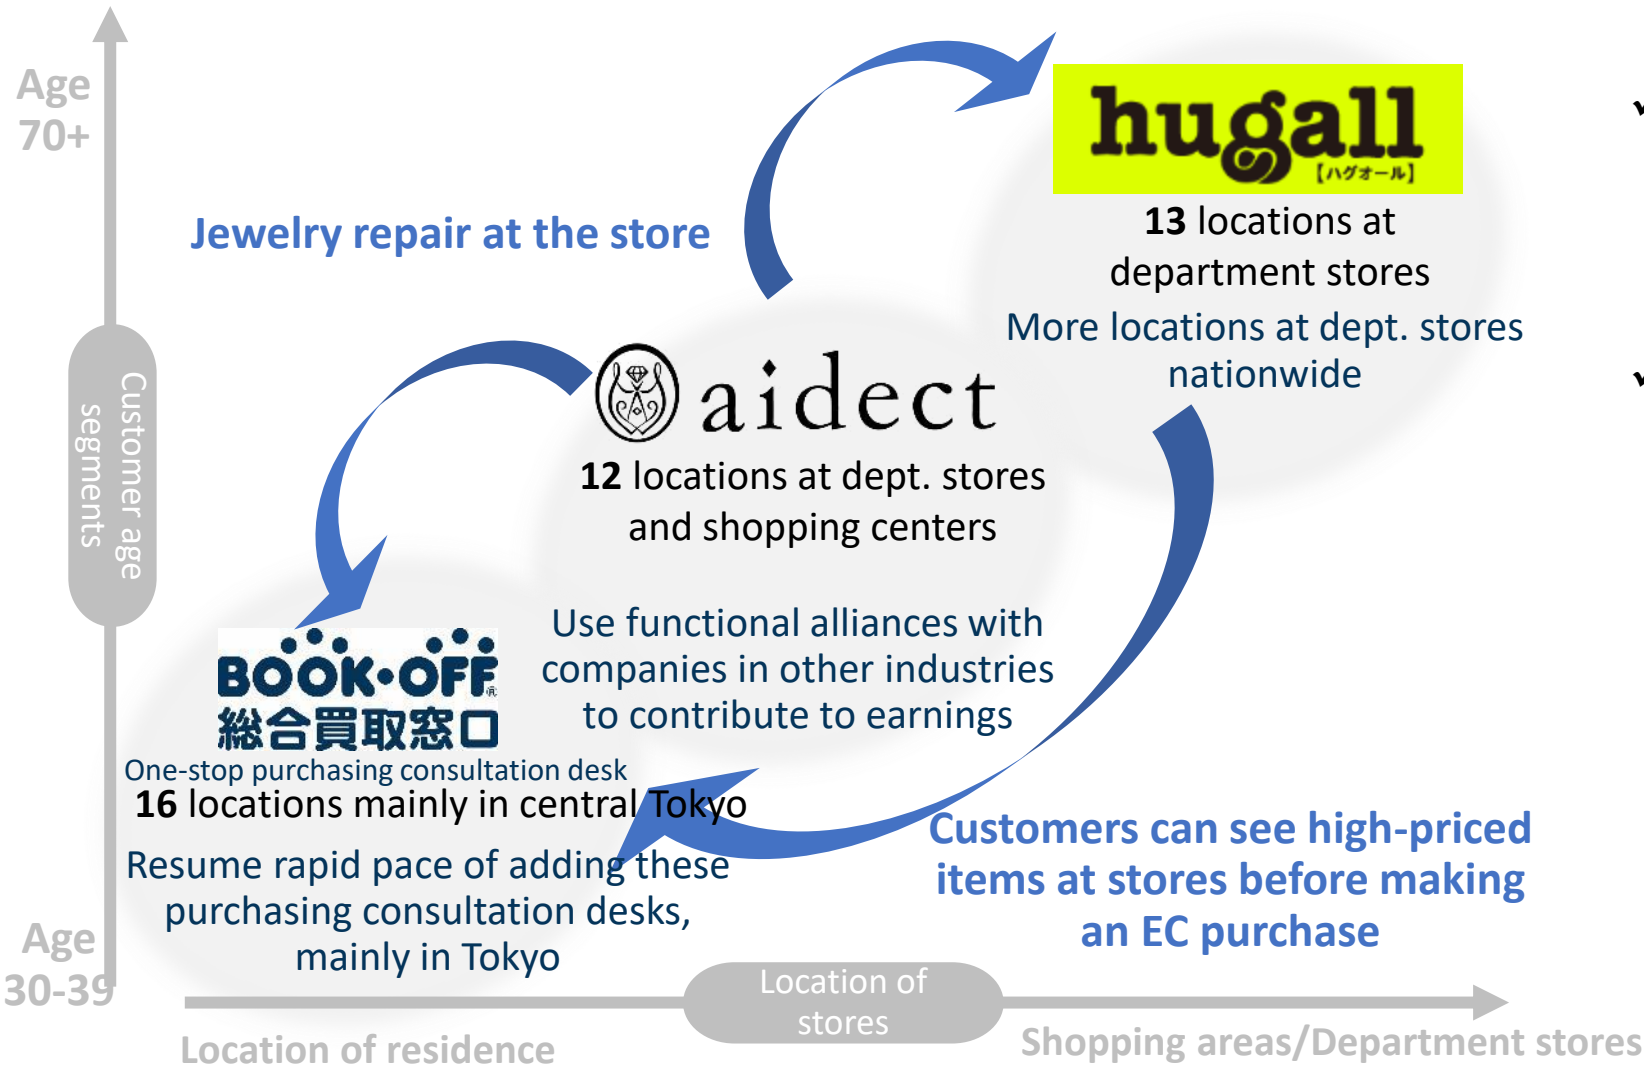 Age
70+
hugall
【ハグオール】
13 locations at
department stores
More locations at dept. stores
nationwide
Jewelry repair at the store
aidect
12 locations at dept. stores
and shopping centers
Use functional alliances with
companies in other industries
to contribute to earnings
Customer age
segments
BOOK•OFF®
総合買取窓口
One-stop purchasing consultation desk
16 locations mainly in central Tokyo
Resume rapid pace of adding these
purchasing consultation desks,
mainly in Tokyo
Customers can see high-priced
items at stores before making
an EC purchase
Age
30-39
Location of
stores
Location of residence
Shopping areas/Department stores